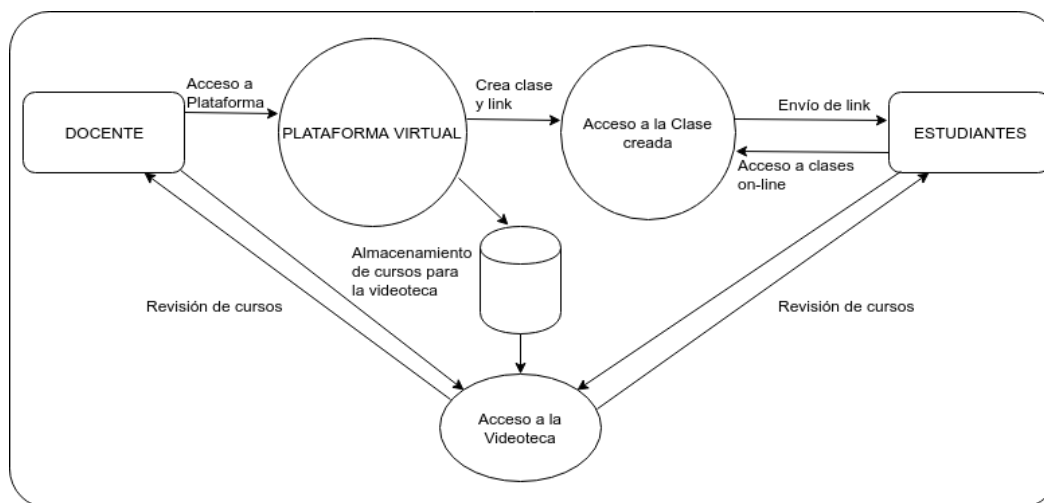 Acceso a
Plataforma
DOCENTE
PLATAFORMA VIRTUAL
Crea clase
y link
Acceso a la Clase
creada
Envío de link
ESTUDIANTES
Acceso a clases
on-line
Almacenamiento
de cursos para
la videoteca
Revisión de cursos
Revisión de cursos
Acceso a la
Videoteca